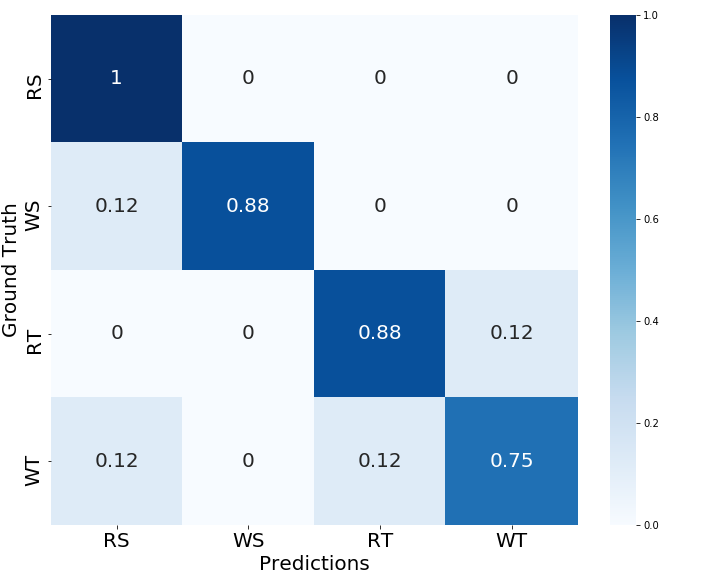 1.0
RS 1 0 0 0
0.8
WS 0.12 0.88 0 0
0.6
Ground Truth
0.4
RT 0 0 0.88 0.12
0.2
WT 0.12 0 0.12 0.75
0.0
RS WS RT WT
Predictions